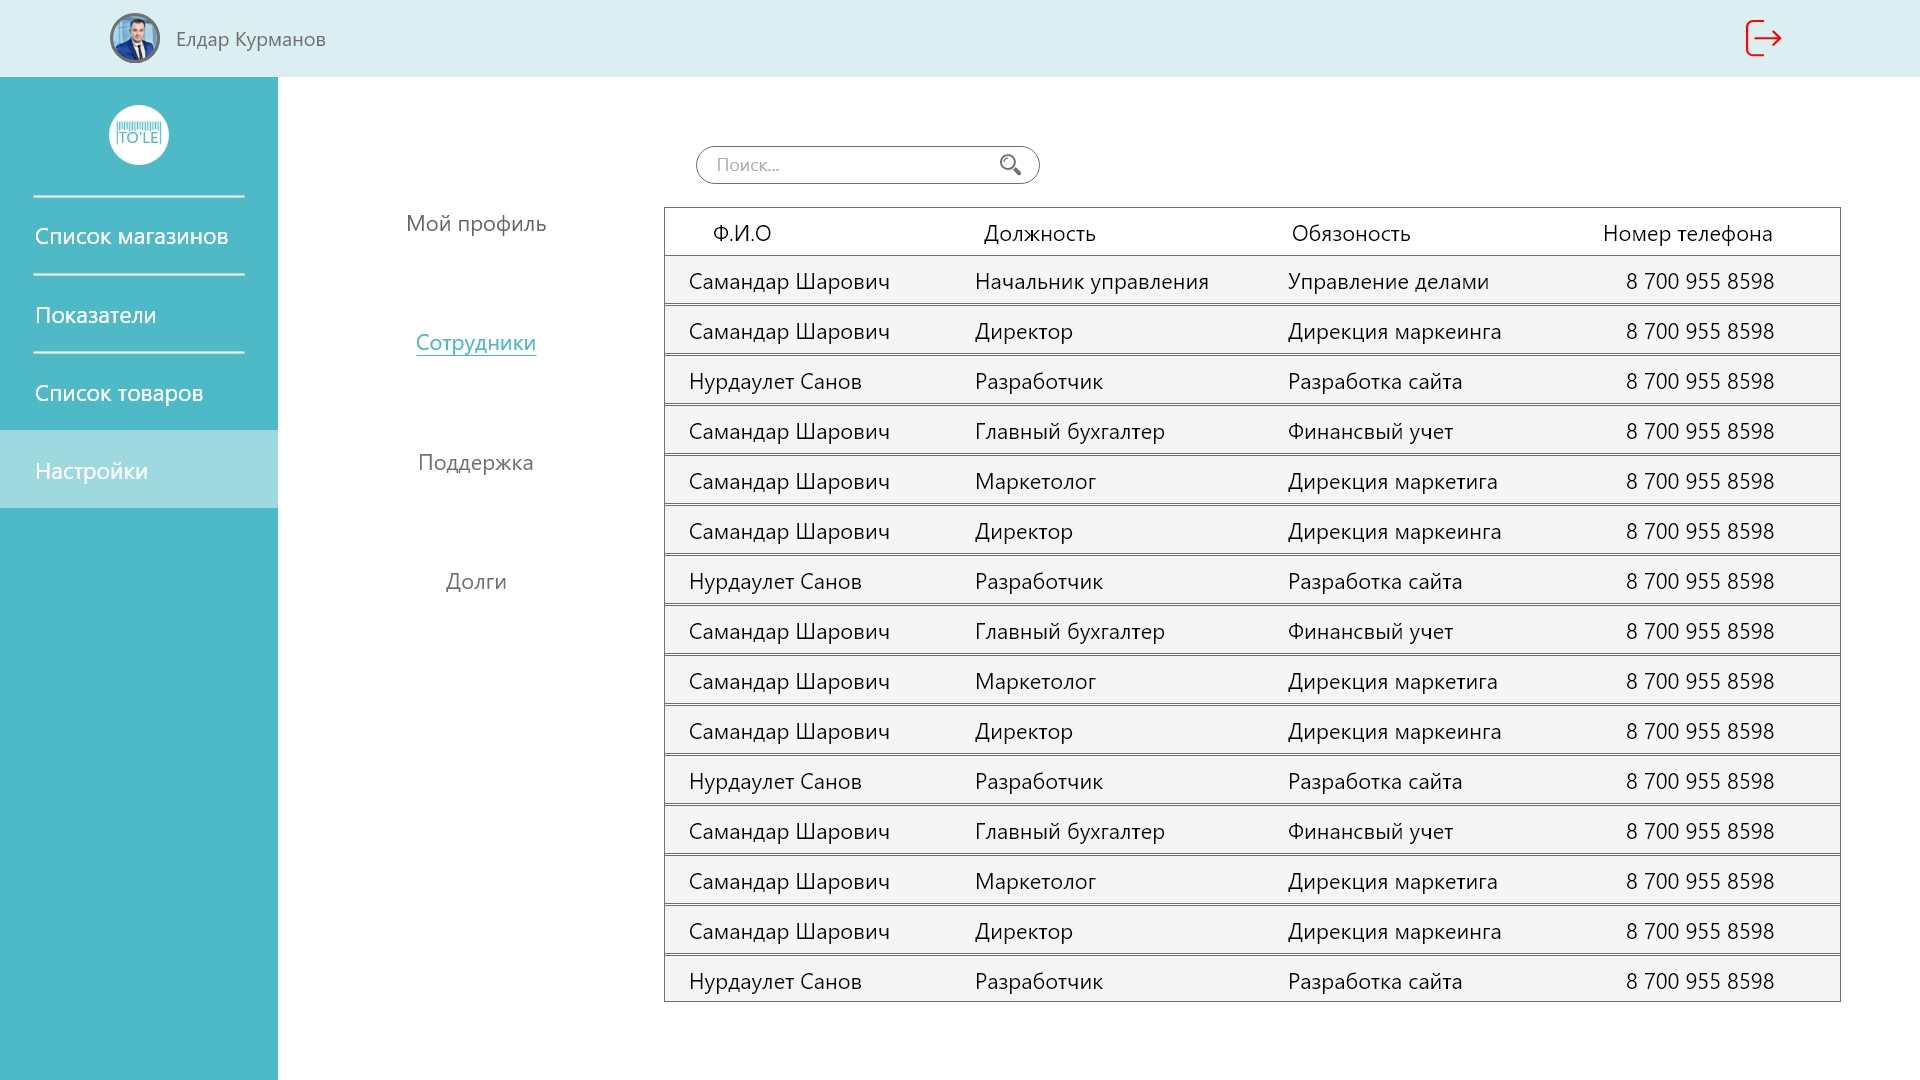 Елдар Курманов
TO'LE
Список магазинов
Показатели
Список товаров
Настройки
Мой профиль
Сотрудники
Поддержка
Долги
Поиск...
Ф.И.О Должность Обязоность Номер телефона
Самандар Шарович Начальник управления Управление делами 8 700 955 8598
Самандар Шарович Директор Дирекция маркеинга 8 700 955 8598
Нурдаулет Санов Разработчик Разработка сайта 8 700 955 8598
Самандар Шарович Главный бухгалтер Финансвый учет 8 700 955 8598
Самандар Шарович Маркетолог Дирекция маркетига 8 700 955 8598
Самандар Шарович Директор Дирекция маркеинга 8 700 955 8598
Нурдаулет Санов Разработчик Разработка сайта 8 700 955 8598
Самандар Шарович Главный бухгалтер Финансвый учет 8 700 955 8598
Самандар Шарович Маркетолог Дирекция маркетига 8 700 955 8598
Самандар Шарович Директор Дирекция маркеинга 8 700 955 8598
Нурдаулет Санов Разработчик Разработка сайта 8 700 955 8598
Самандар Шарович Главный бухгалтер Финансвый учет 8 700 955 8598
Самандар Шарович Маркетолог Дирекция маркетига 8 700 955 8598
Самандар Шарович Директор Дирекция маркеинга 8 700 955 8598
Нурдаулет Санов Разработчик Разработка сайта 8 700 955 8598